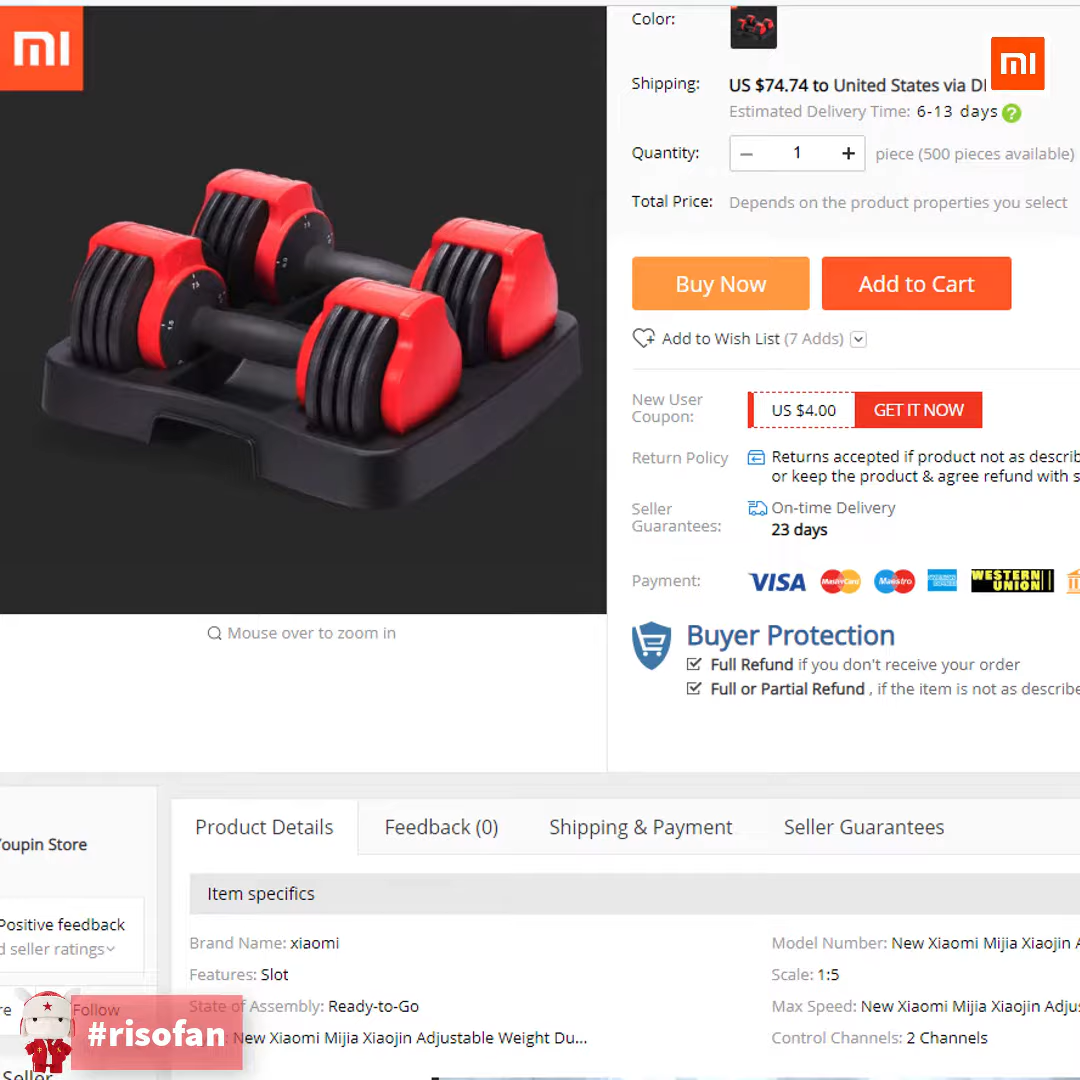 mi
mi
Color:
Shipping: US $74.74 to United States via D
Estimated Delivery Time: 6-13 days ?
Quantity: − 1 + piece (500 pieces available)
Total Price: Depends on the product properties you select
Buy Now
Add to Cart
Add to Wish List (7 Adds)
New User
Coupon:
US $4.00 GET IT NOW
Return Policy
Returns accepted if product not as describ
or keep the product & agree refund with s
Seller
Guarantees:
On-time Delivery
23 days
Payment: VISA MasterCard Maestro AMERICAN EXPRESS WESTERN UNION
Buyer Protection
Full Refund if you don't receive your order
Full or Partial Refund , if the item is not as describe
Mouse over to zoom in
oupin Store
Positive feedback
d seller ratings
re
Follow
Seller
Product Details
Feedback (0)
Shipping & Payment
Seller Guarantees
Item specifics
Brand Name: xiaomi
Model Number: New Xiaomi Mijia Xiaojin A
Features: Slot
Scale: 1:5
State of Assembly: Ready-to-Go
Max Speed: New Xiaomi Mijia Xiaojin Adju
: New Xiaomi Mijia Xiaojin Adjustable Weight Du...
Control Channels: 2 Channels
#risofan